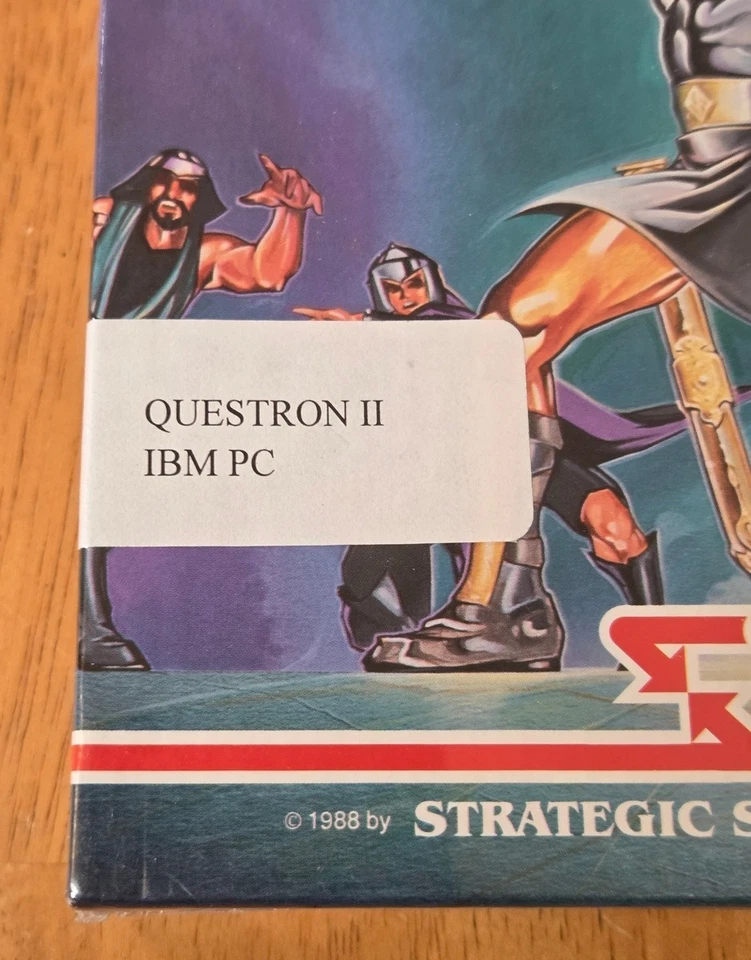 QUESTRON II
IBM PC
© 1988 by STRATEGIC S